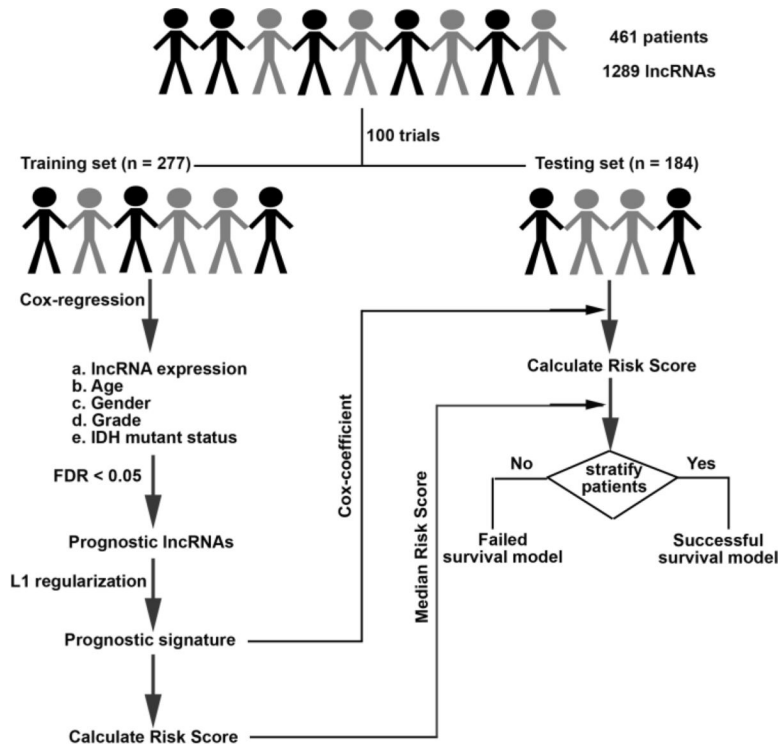 461 patients
1289 lncRNAs
100 trials
Training set (n = 277)
Testing set (n = 184)
Cox-regression
a. lncRNA expression
b. Age
c. Gender
d. Grade
e. IDH mutant status
FDR < 0.05
Prognostic lncRNAs
L1 regularization
Prognostic signature
Calculate Risk Score
Cox-coefficient
Median Risk Score
Calculate Risk Score
stratify
patients
No
Yes
Failed
survival model
Successful
survival model